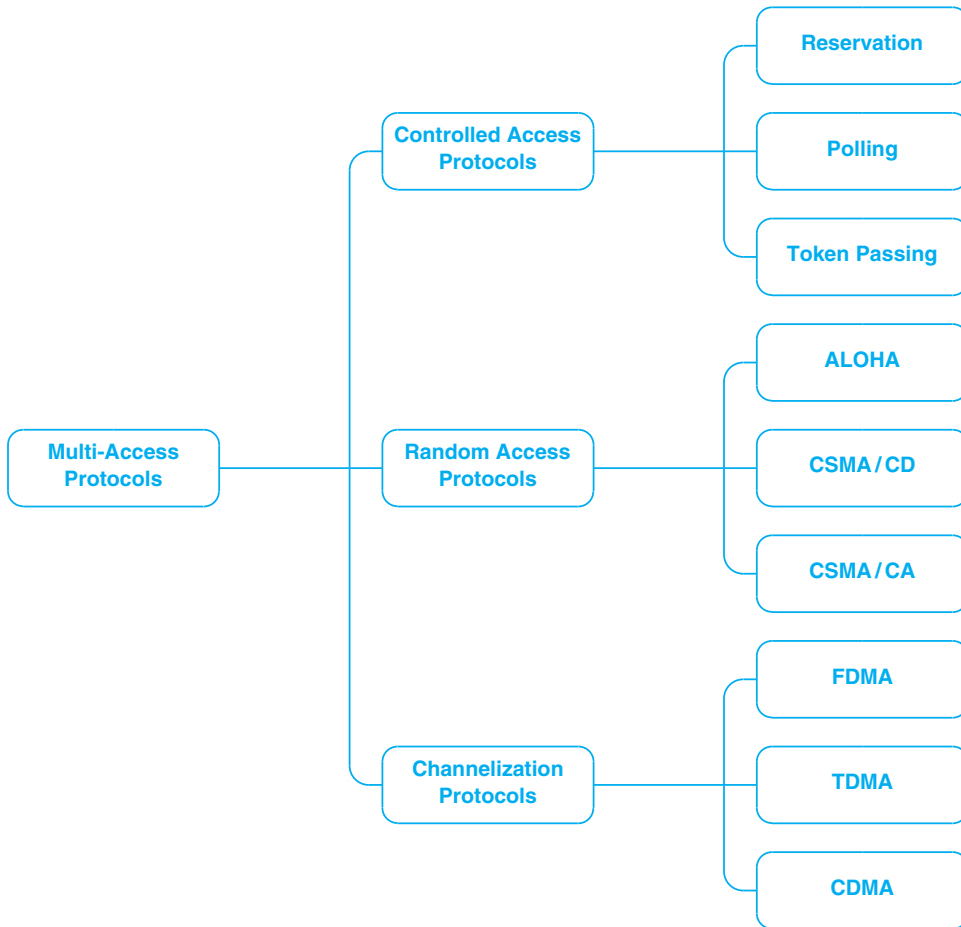 Reservation
Controlled Access
Protocols
Polling
Token Passing
ALOHA
Multi-Access
Protocols
Random Access
Protocols
CSMA/CD
CSMA/CA
FDMA
Channelization
Protocols
TDMA
CDMA